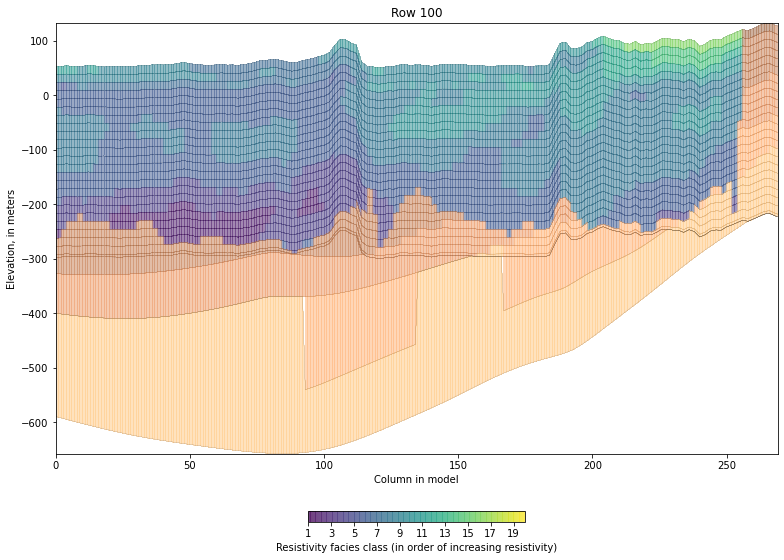 Row 100
100
0
−100
−200
−300
−400
−500
−600
Elevation, in meters
0 50 100 150 200 250
Column in model
1 3 5 7 9 11 13 15 17 19
Resistivity facies class (in order of increasing resistivity)